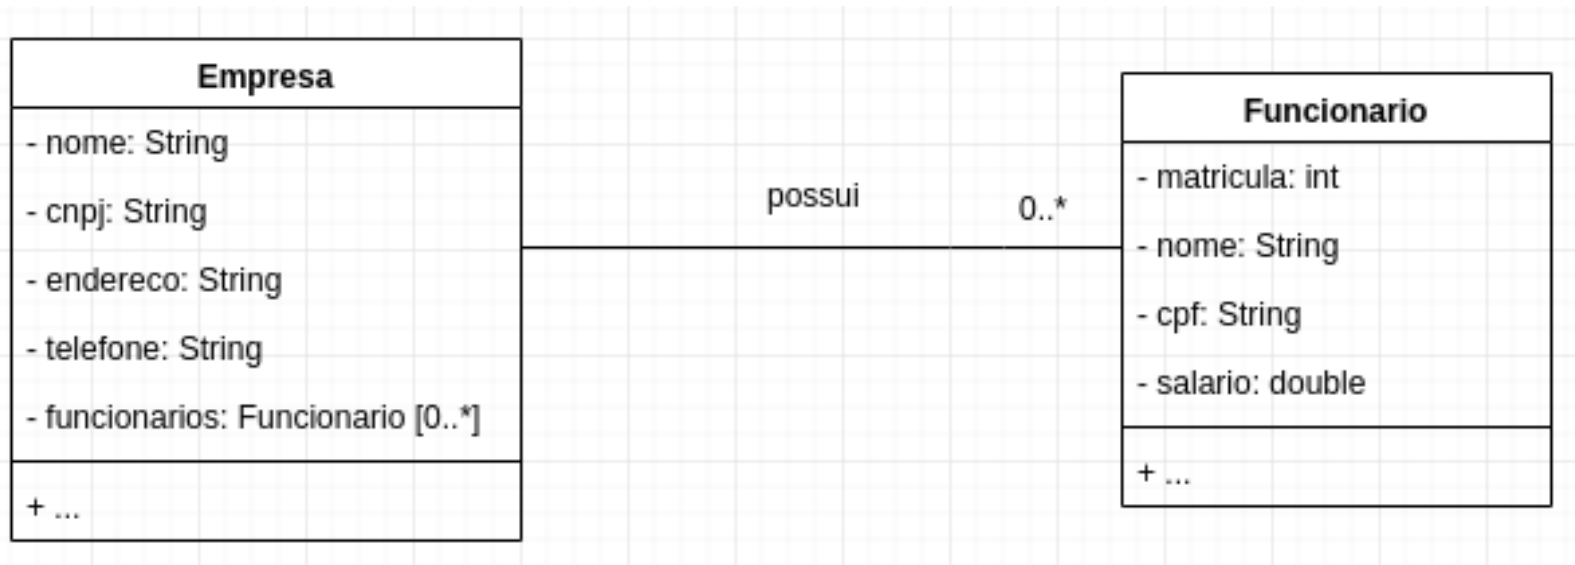 Empresa
- nome: String
- cnpj: String
- endereco: String
- telefone: String
- funcionarios: Funcionario [0..*]
+ ...
possui
0..*
Funcionario
- matricula: int
- nome: String
- cpf: String
- salario: double
+ ...